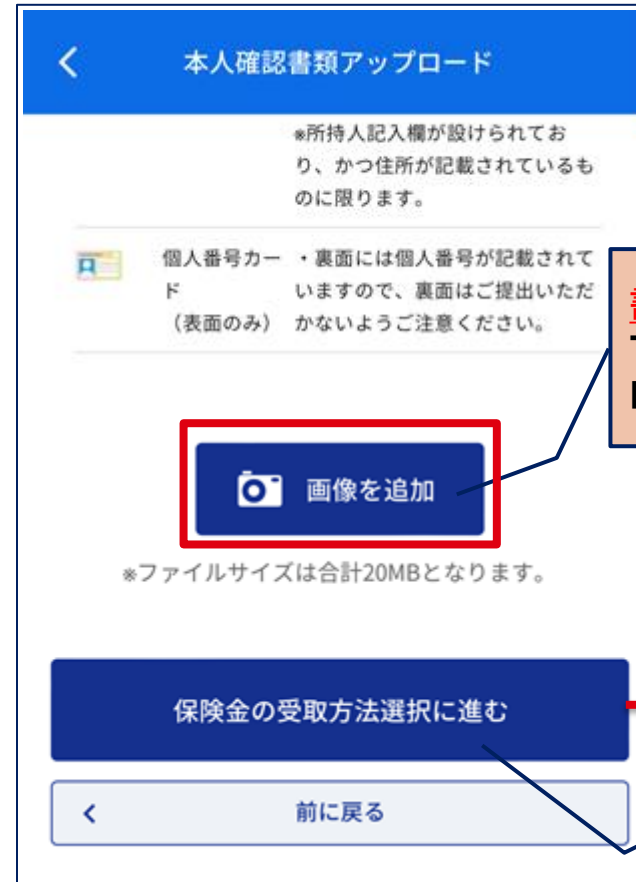 本人確認書類アップロード
※所持人記入欄が設けられてお
り、かつ住所が記載されているも
のに限ります。
個人番号カー
ド
（表面のみ）
・裏面には個人番号が記載されて
いますので、裏面はご提出いただ
かないようご注意ください。
画像を追加
※ファイルサイズは合計20MBとなります。
保険金の受取方法選択に進む
前に戻る